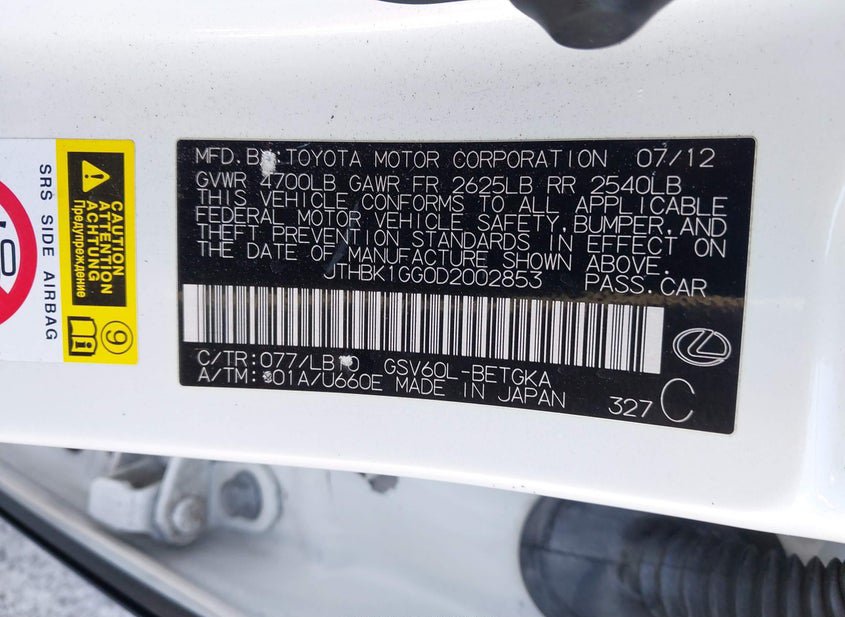 SRS SIDE AIRBAG
CAUTION
ATTENTION
ACHTUNG
Предупреждение
9
MFD. BY: TOYOTA MOTOR CORPORATION 07/12
GVWR 4700LB GAWR FR 2625LB RR 2540LB
THIS VEHICLE CONFORMS TO ALL APPLICABLE
FEDERAL MOTOR VEHICLE SAFETY, BUMPER, AND
THEFT PREVENTION STANDARDS IN EFFECT ON
THE DATE OF MANUFACTURE SHOWN ABOVE.
JTHBK1GG0D2002853 PASS.CAR
C/TR: 077/LB10 GSV60L-BETGKA
A/TM: 01A/U660E MADE IN JAPAN
327 C